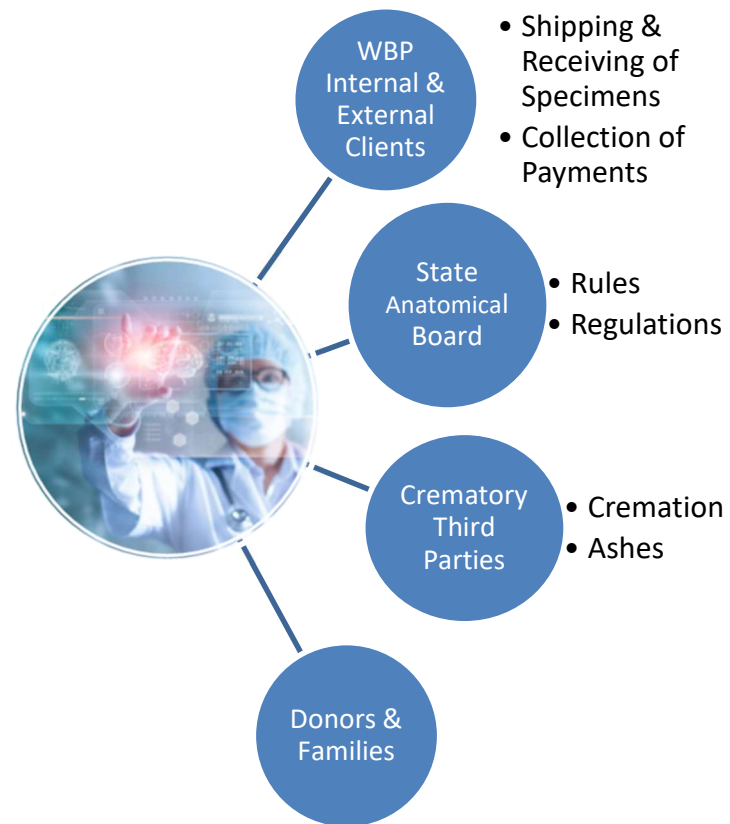 WBP
Internal &
External
Clients
• Shipping &
Receiving of
Specimens
• Collection of
Payments
State
Anatomical
Board
• Rules
• Regulations
Crematory
Third
Parties
• Cremation
• Ashes
Donors &
Families